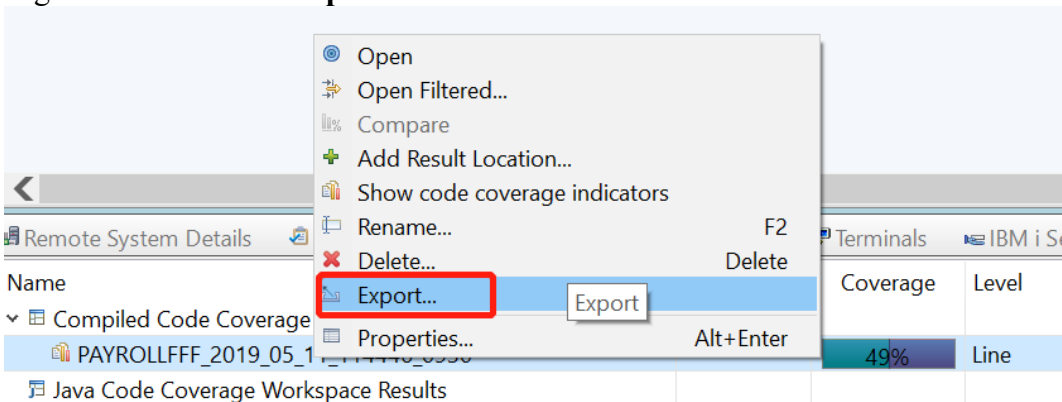 Open
Open Filtered...
Compare
Add Result Location...
Show code coverage indicators
Rename... F2
Delete... Delete
Export... Export
Properties... Alt+Enter
Remote System Details Terminals IBM i Se
Name Coverage Level
Compiled Code Coverage
PAYROLLFFF_2019_05_1 49% Line
Java Code Coverage Workspace Results